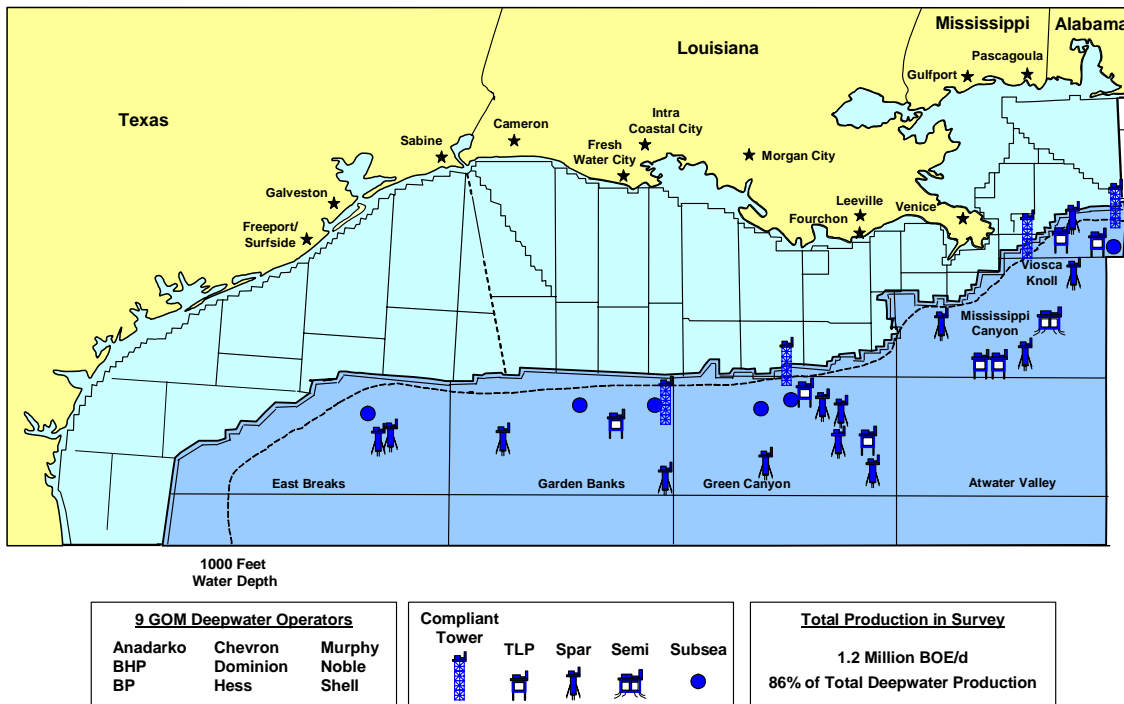 Mississippi
Alabama
Louisiana
Pascagoula
Gulfport
Texas
Intra
Coastal City
Cameron
Sabine
Fresh
Water City
Morgan City
Galveston
Leeville
Venice
Fourchon
Freeport/
Surfside
Viosca
Knoll
Mississippi
Canyon
East Breaks
Garden Banks
Green Canyon
Atwater Valley
1000 Feet
Water Depth
9 GOM Deepwater Operators
Anadarko Chevron Murphy
BHP Dominion Noble
BP Hess Shell
Compliant
Tower
TLP Spar Semi Subsea
Total Production in Survey
1.2 Million BOE/d
86% of Total Deepwater Production